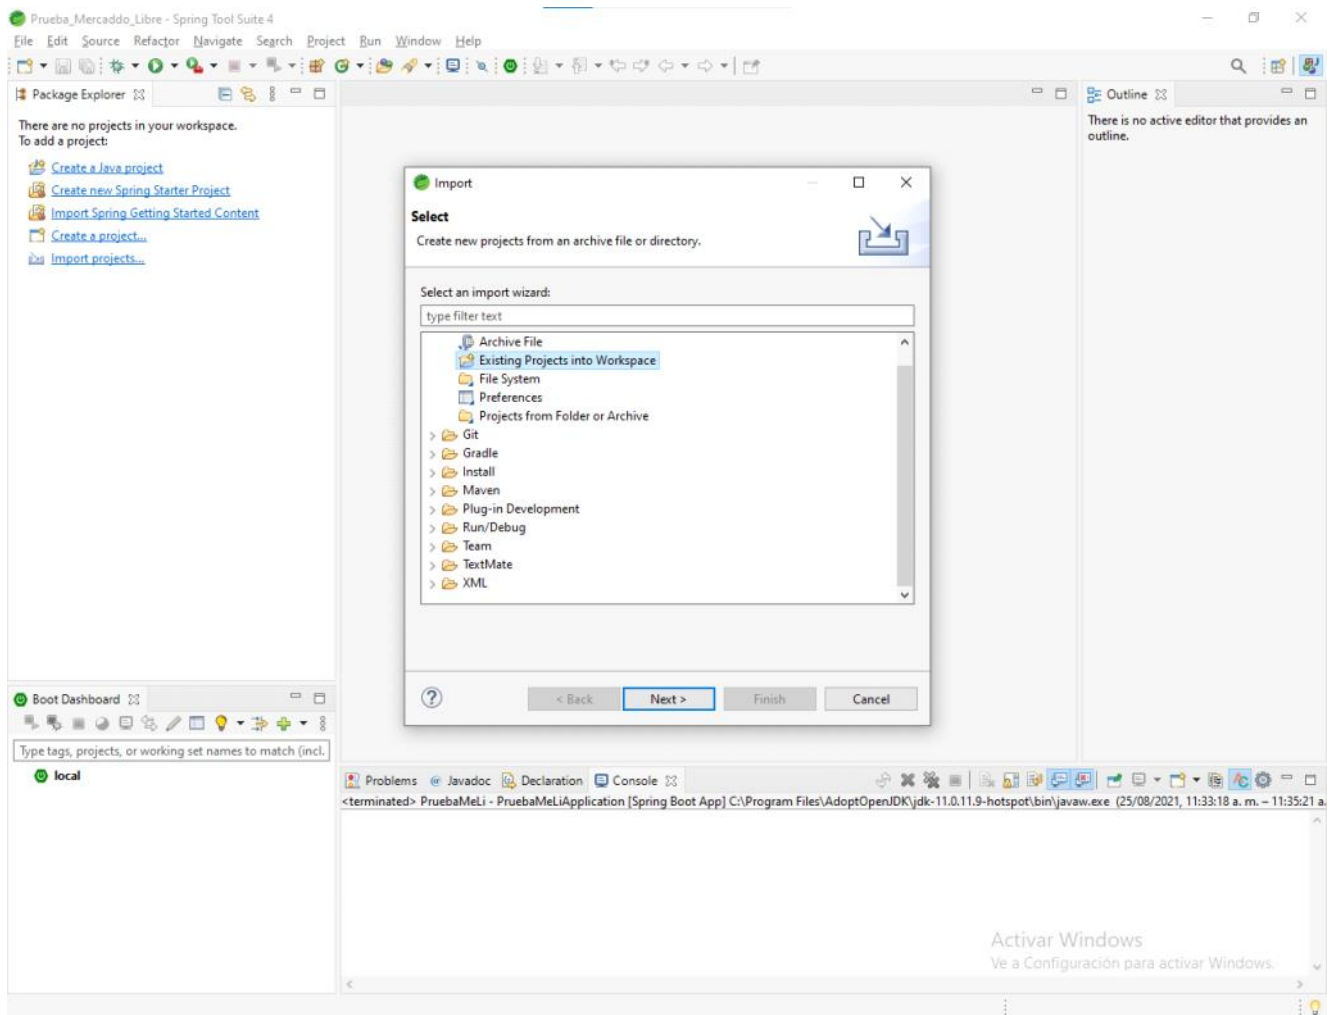 Prueba_Mercaddo_Libre - Spring Tool Suite 4
File Edit Source Refactor Navigate Search Project Run Window Help
Package Explorer
There are no projects in your workspace.
To add a project:
Create a Java project
Create new Spring Starter Project
Import Spring Getting Started Content
Create a project...
Import projects...
Outline
There is no active editor that provides an
outline.
Import
Select
Create new projects from an archive file or directory.
Select an import wizard:
type filter text
Archive File
Existing Projects into Workspace
File System
Preferences
Projects from Folder or Archive
Git
Gradle
Install
Maven
Plug-in Development
Run/Debug
Team
TextMate
XML
< Back Next > Finish Cancel
Boot Dashboard
Type tags, projects, or working set names to match (incl.
local
Problems Javadoc Declaration Console
<terminated> PruebaMeLi - PruebaMeLiApplication [Spring Boot App] C:\Program Files\AdoptOpenJDK\jdk-11.0.11.9-hotspot\bin\javaw.exe (25/08/2021, 11:33:18 a. m. – 11:35:21 a.
Activar Windows
Ve a Configuración para activar Windows.